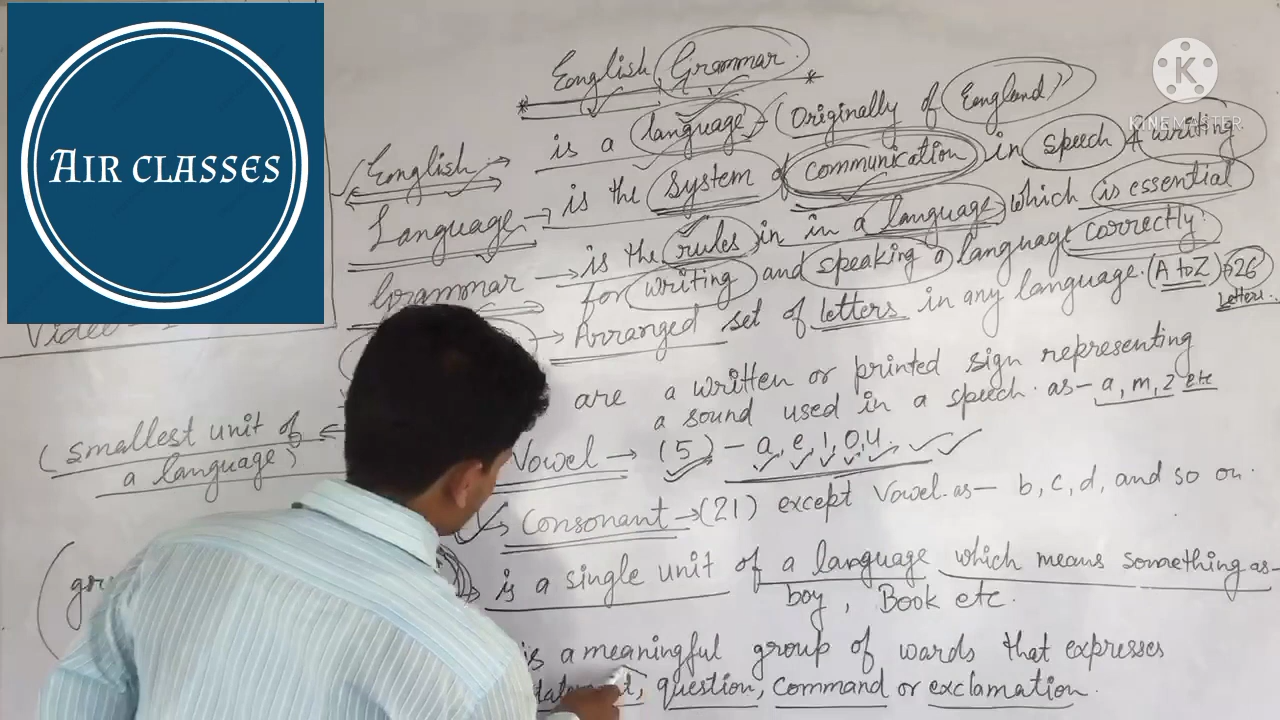 AIR CLASSES
KINEMASTER
English Grammar
English → is a language - (Originally of England)
Language → is the system of communication in speech & writing
Grammar → is the rules in in a language which is essential
for writing and speaking a language correctly.
→ Arranged set of letters in any language. (A to Z) → 26
Letters..
Video -
are a written or printed sign representing
a sound used in a speech. as - a, m, z etc
(smallest unit of
a language)
Vowel → (5) - a, e, i, o, u.
Consonant → (21) except Vowel. as - b, c, d, and so on.
is a single unit of a language which means something as -
boy, Book etc.
is a meaningful group of words that expresses
question, command or exclamation.